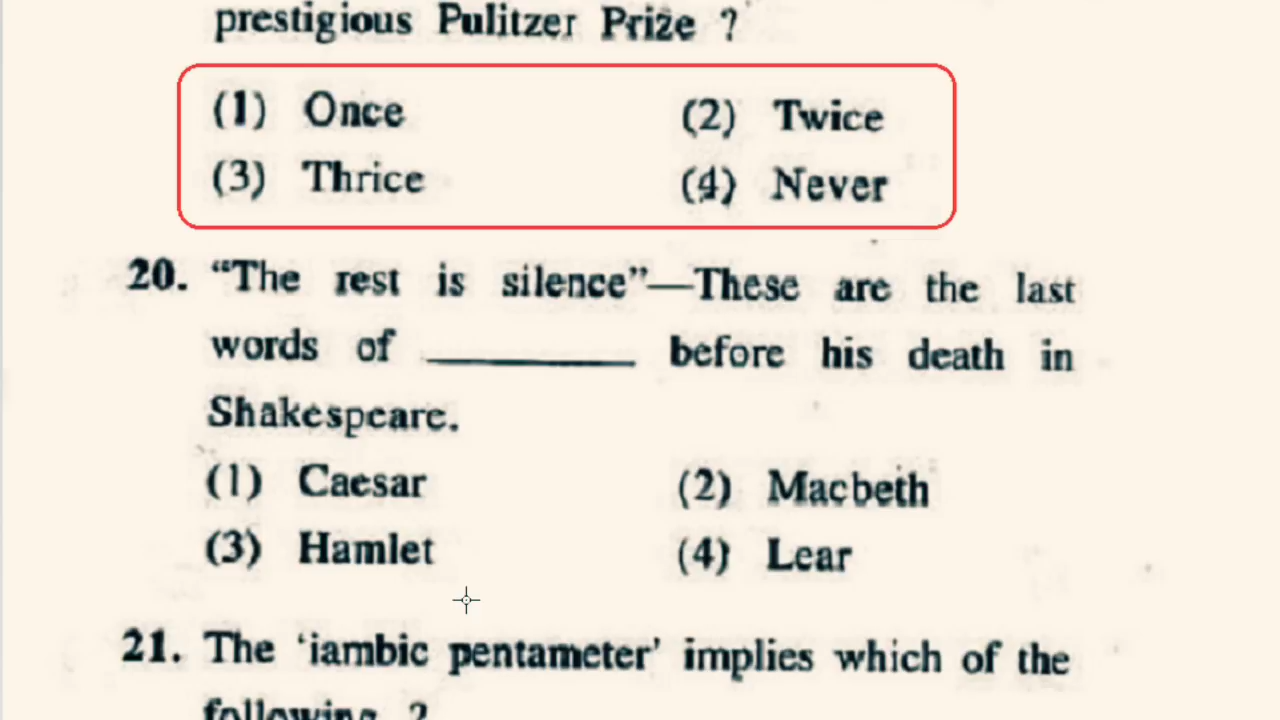 prestigious Pulitzer Prize ?
(1) Once (2) Twice
(3) Thrice (4) Never
20. “The rest is silence”—These are the last
words of ________ before his death in
Shakespeare.
(1) Caesar (2) Macbeth
(3) Hamlet (4) Lear
21. The ‘iambic pentameter’ implies which of the
following ?